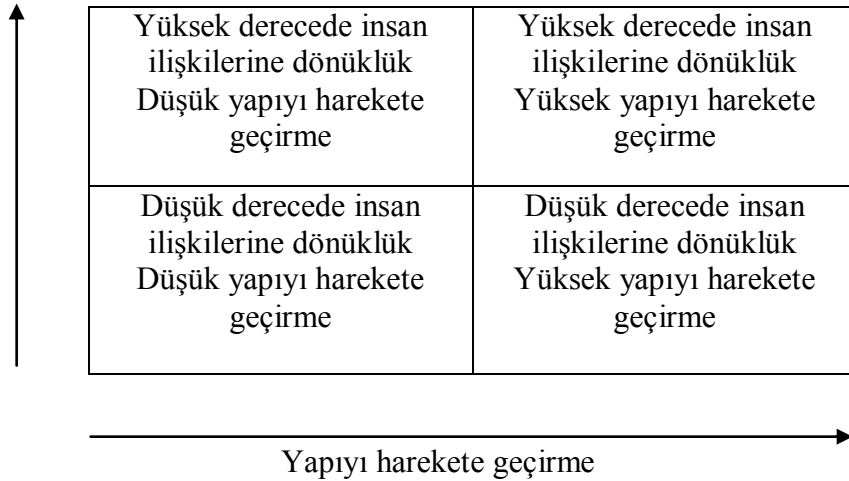 Yüksek derecede insan
ilişkilerine dönüklük
Düşük yapıyı harekete
geçirme
Yüksek derecede insan
ilişkilerine dönüklük
Yüksek yapıyı harekete
geçirme
Düşük derecede insan
ilişkilerine dönüklük
Düşük yapıyı harekete
geçirme
Düşük derecede insan
ilişkilerine dönüklük
Yüksek yapıyı harekete
geçirme
Yapıyı harekete geçirme